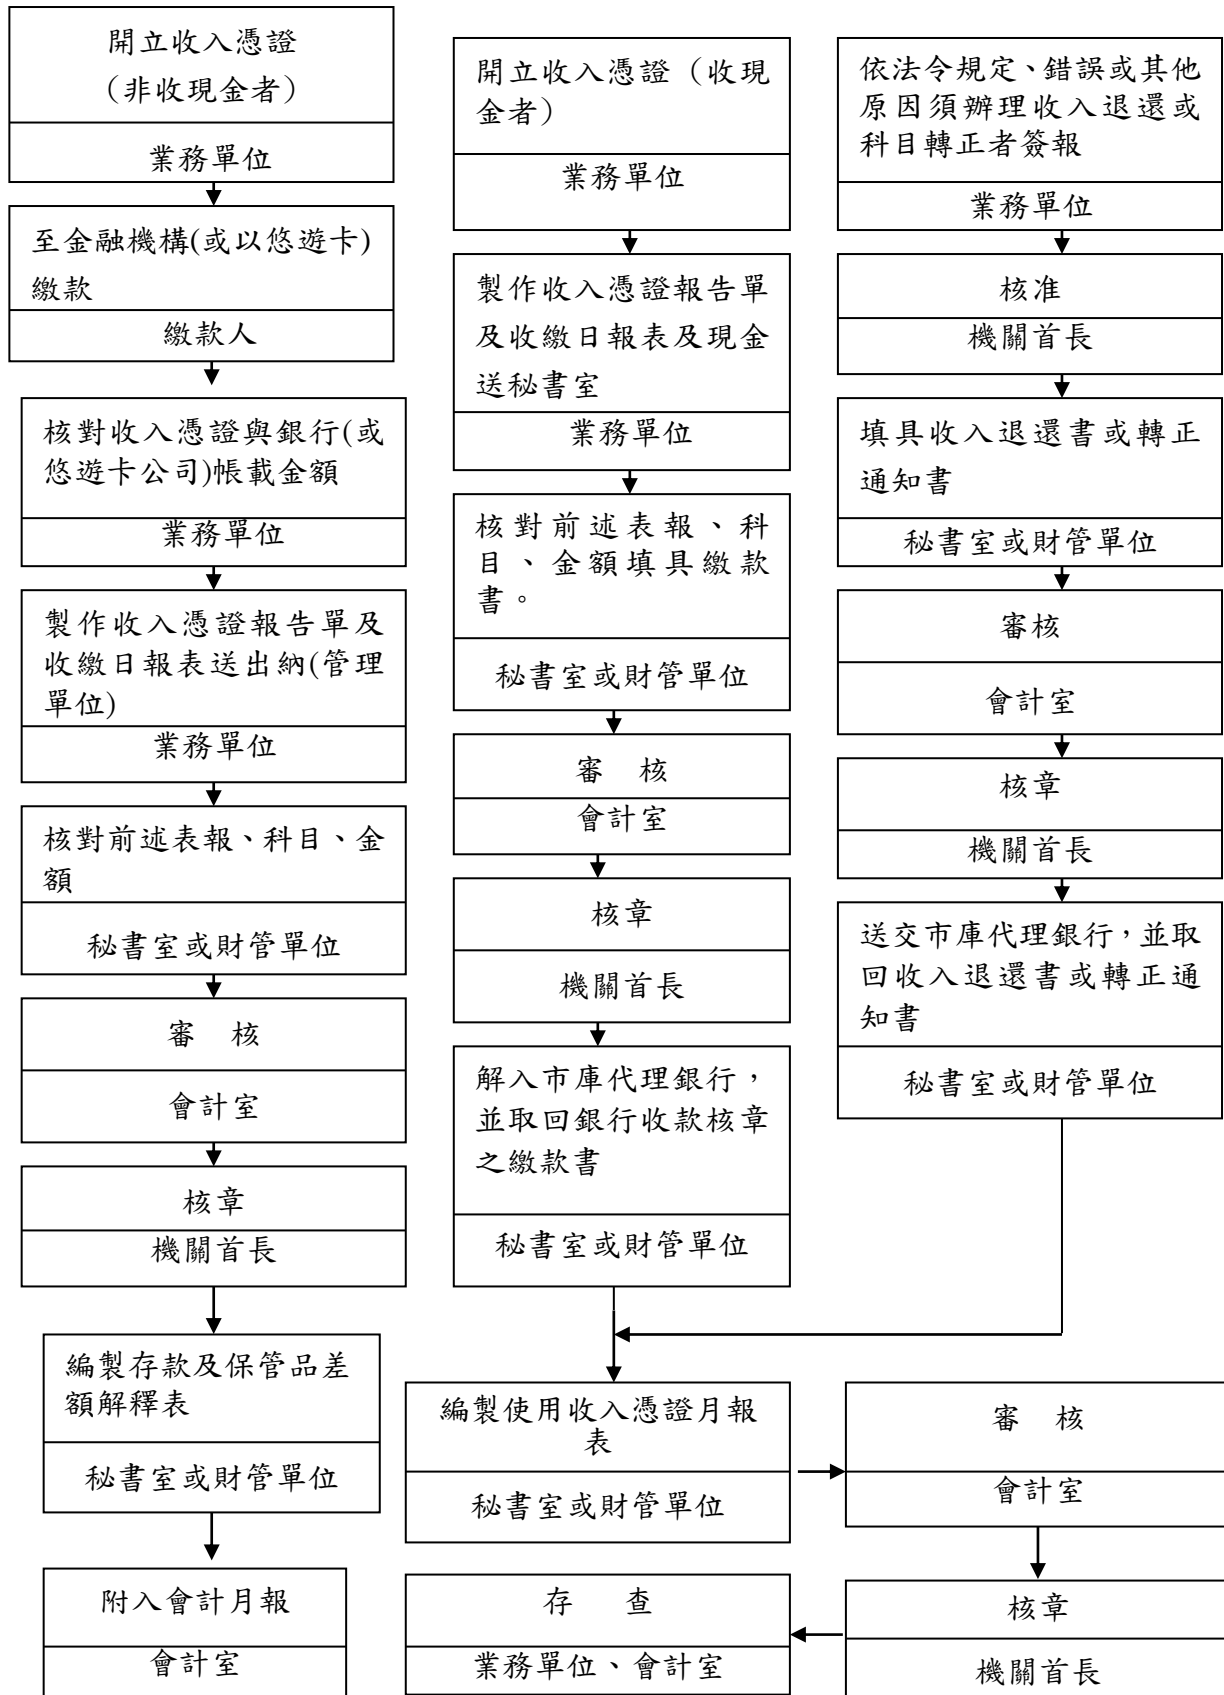 開立收入憑證
（非收現金者）
業務單位
至金融機構(或以悠遊卡)
繳款
繳款人
核對收入憑證與銀行(或
悠遊卡公司)帳載金額
業務單位
製作收入憑證報告單及
收繳日報表送出納(管理
單位)
業務單位
核對前述表報、科目、金
額
秘書室或財管單位
審　核
會計室
核章
機關首長
編製存款及保管品差
額解釋表
秘書室或財管單位
附入會計月報
會計室
開立收入憑證（收現
金者）
業務單位
製作收入憑證報告單
及收繳日報表及現金
送秘書室
業務單位
核對前述表報、科
目、金額填具繳款
書。
秘書室或財管單位
審　核
會計室
核章
機關首長
解入市庫代理銀行，
並取回銀行收款核章
之繳款書
秘書室或財管單位
依法令規定、錯誤或其他
原因須辦理收入退還或
科目轉正者簽報
業務單位
核准
機關首長
填具收入退還書或轉正
通知書
秘書室或財管單位
審核
會計室
核章
機關首長
送交市庫代理銀行，並取
回收入退還書或轉正通
知書
秘書室或財管單位
編製使用收入憑證月報
表
秘書室或財管單位
審　核
會計室
核章
機關首長
存　查
業務單位、會計室